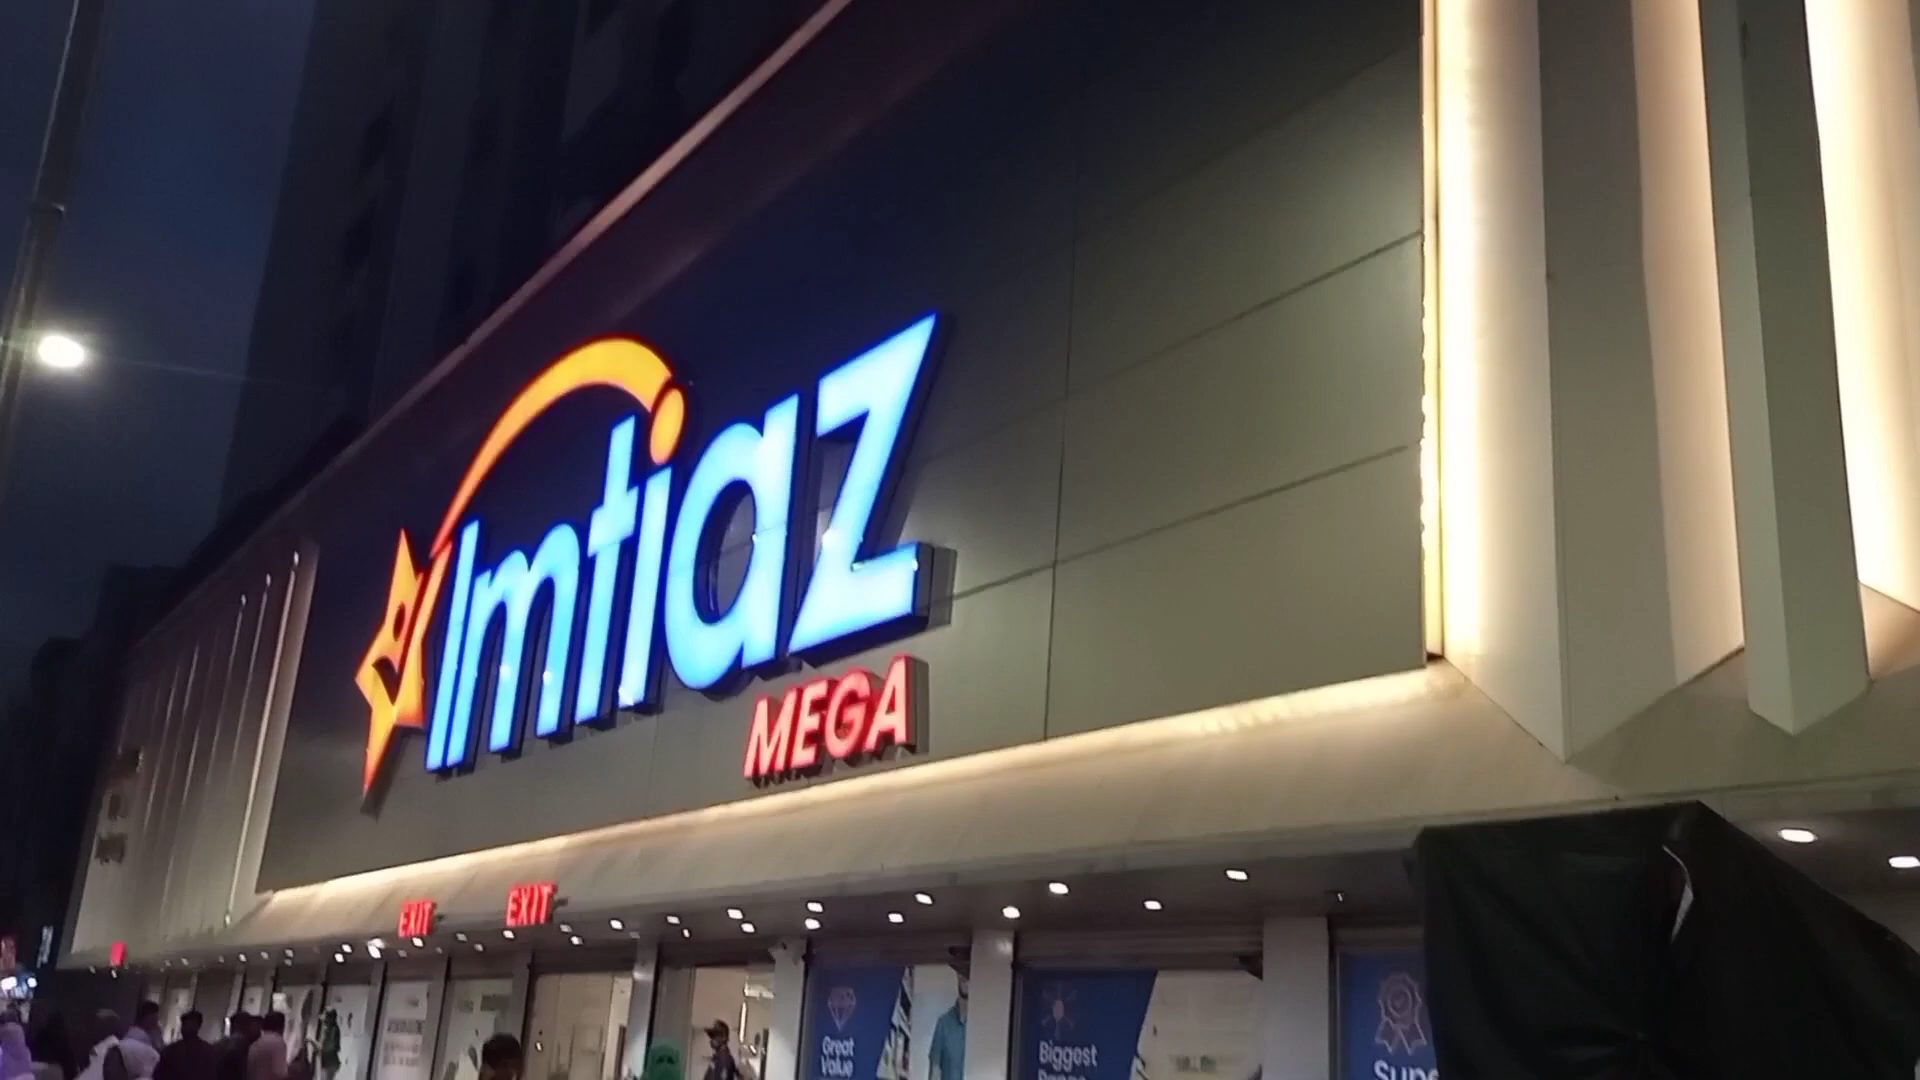 Imtiaz
MEGA
EXIT
EXIT
Great
Value
Biggest